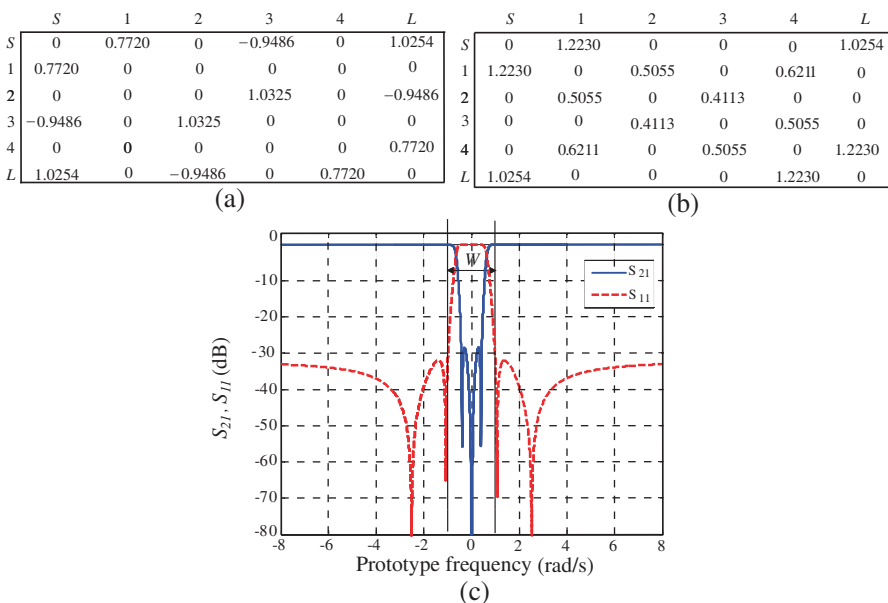 S 1 2 3 4 L
S 0 0.7720 0 −0.9486 0 1.0254
1 0.7720 0 0 0 0 0
2 0 0 0 1.0325 0 −0.9486
3 −0.9486 0 1.0325 0 0 0
4 0 0 0 0 0 0.7720
L 1.0254 0 −0.9486 0 0.7720 0
(a)
S 1 2 3 4 L
S 0 1.2230 0 0 0 1.0254
1 1.2230 0 0.5055 0 0.6211 0
2 0 0.5055 0 0.4113 0 0
3 0 0 0.4113 0 0.5055 0
4 0 0.6211 0 0.5055 0 1.2230
L 1.0254 0 0 0 1.2230 0
(b)
0
-10
-20
-30
-40
-50
-60
-70
-80
S21, S11 (dB)
W
S 21
S 11
-8 -6 -4 -2 0 2 4 6 8
Prototype frequency (rad/s)
(c)